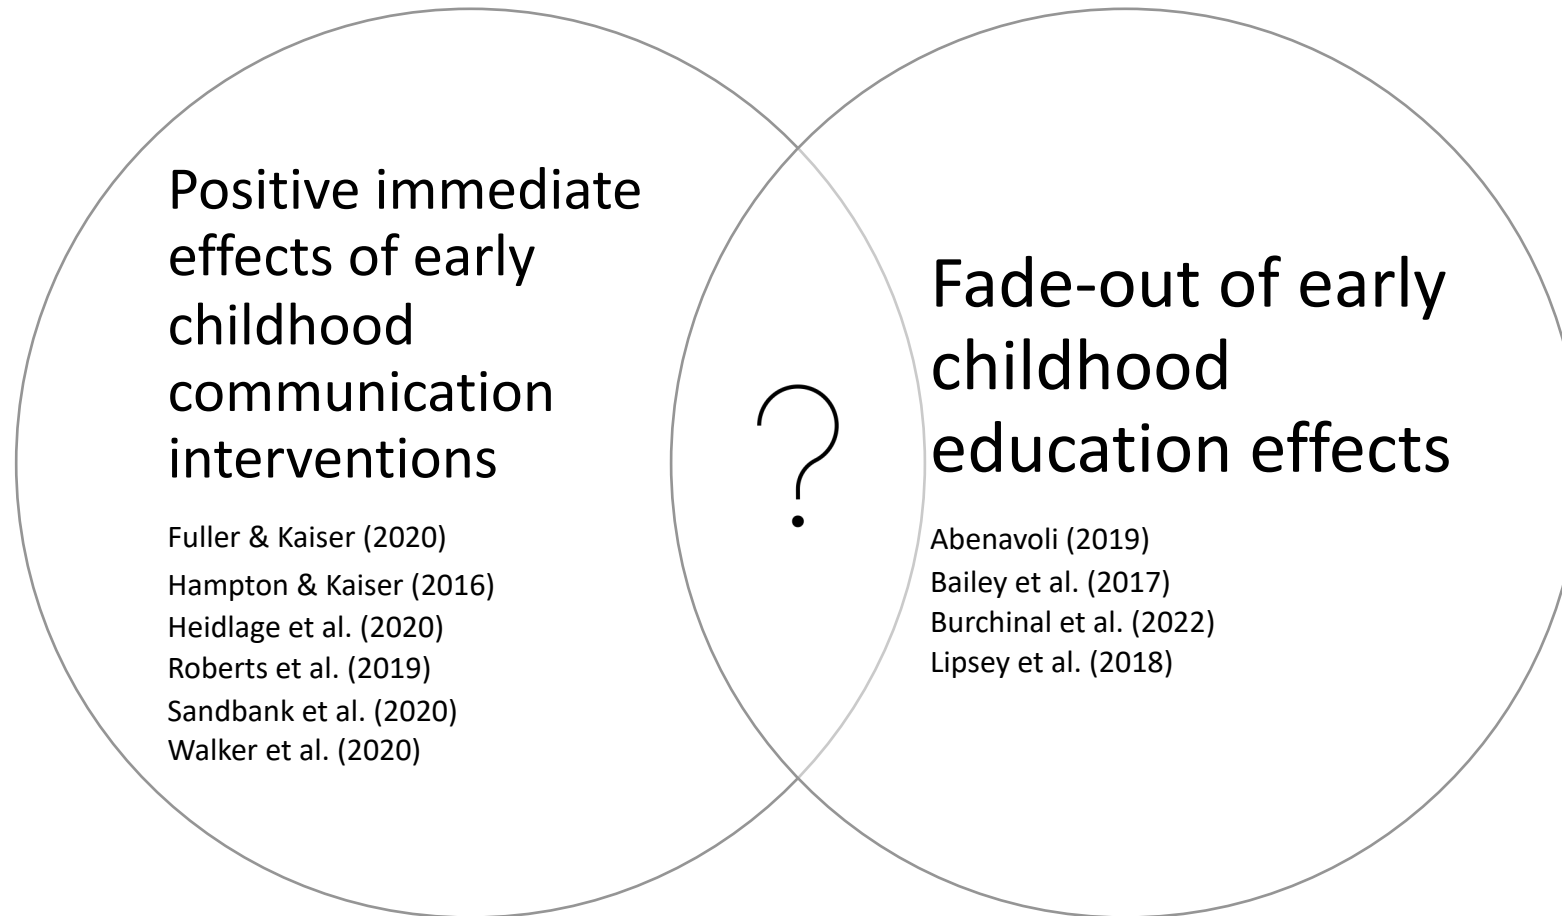 Positive immediate
effects of early
childhood
communication
interventions
Fuller & Kaiser (2020)
Hampton & Kaiser (2016)
Heidlage et al. (2020)
Roberts et al. (2019)
Sandbank et al. (2020)
Walker et al. (2020)
?
Fade-out of early
childhood
education effects
Abenavoli (2019)
Bailey et al. (2017)
Burchinal et al. (2022)
Lipsey et al. (2018)